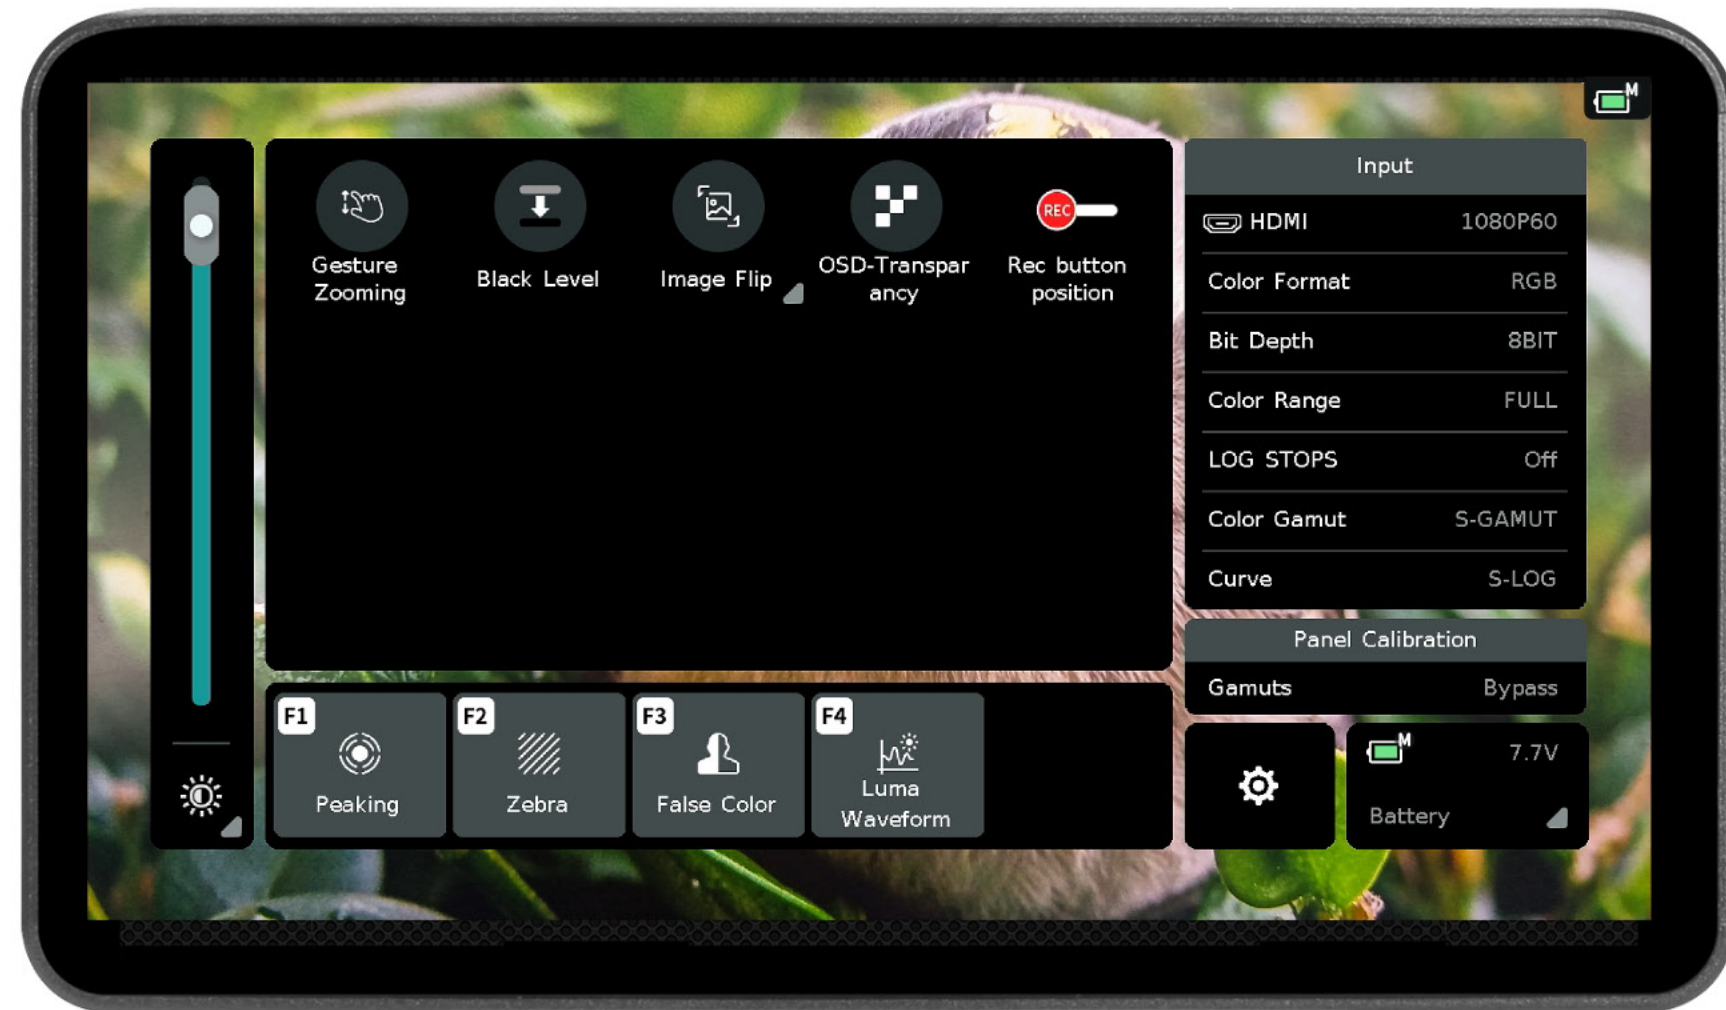 M
Gesture
Zooming
Black Level
Image Flip
OSD-Transpar
ancy
REC
Rec button
position
Input
HDMI 1080P60
Color Format RGB
Bit Depth 8BIT
Color Range FULL
LOG STOPS Off
Color Gamut S-GAMUT
Curve S-LOG
Panel Calibration
Gamuts Bypass
F1
Peaking
F2
Zebra
F3
False Color
F4
Luma
Waveform
M 7.7V
Battery